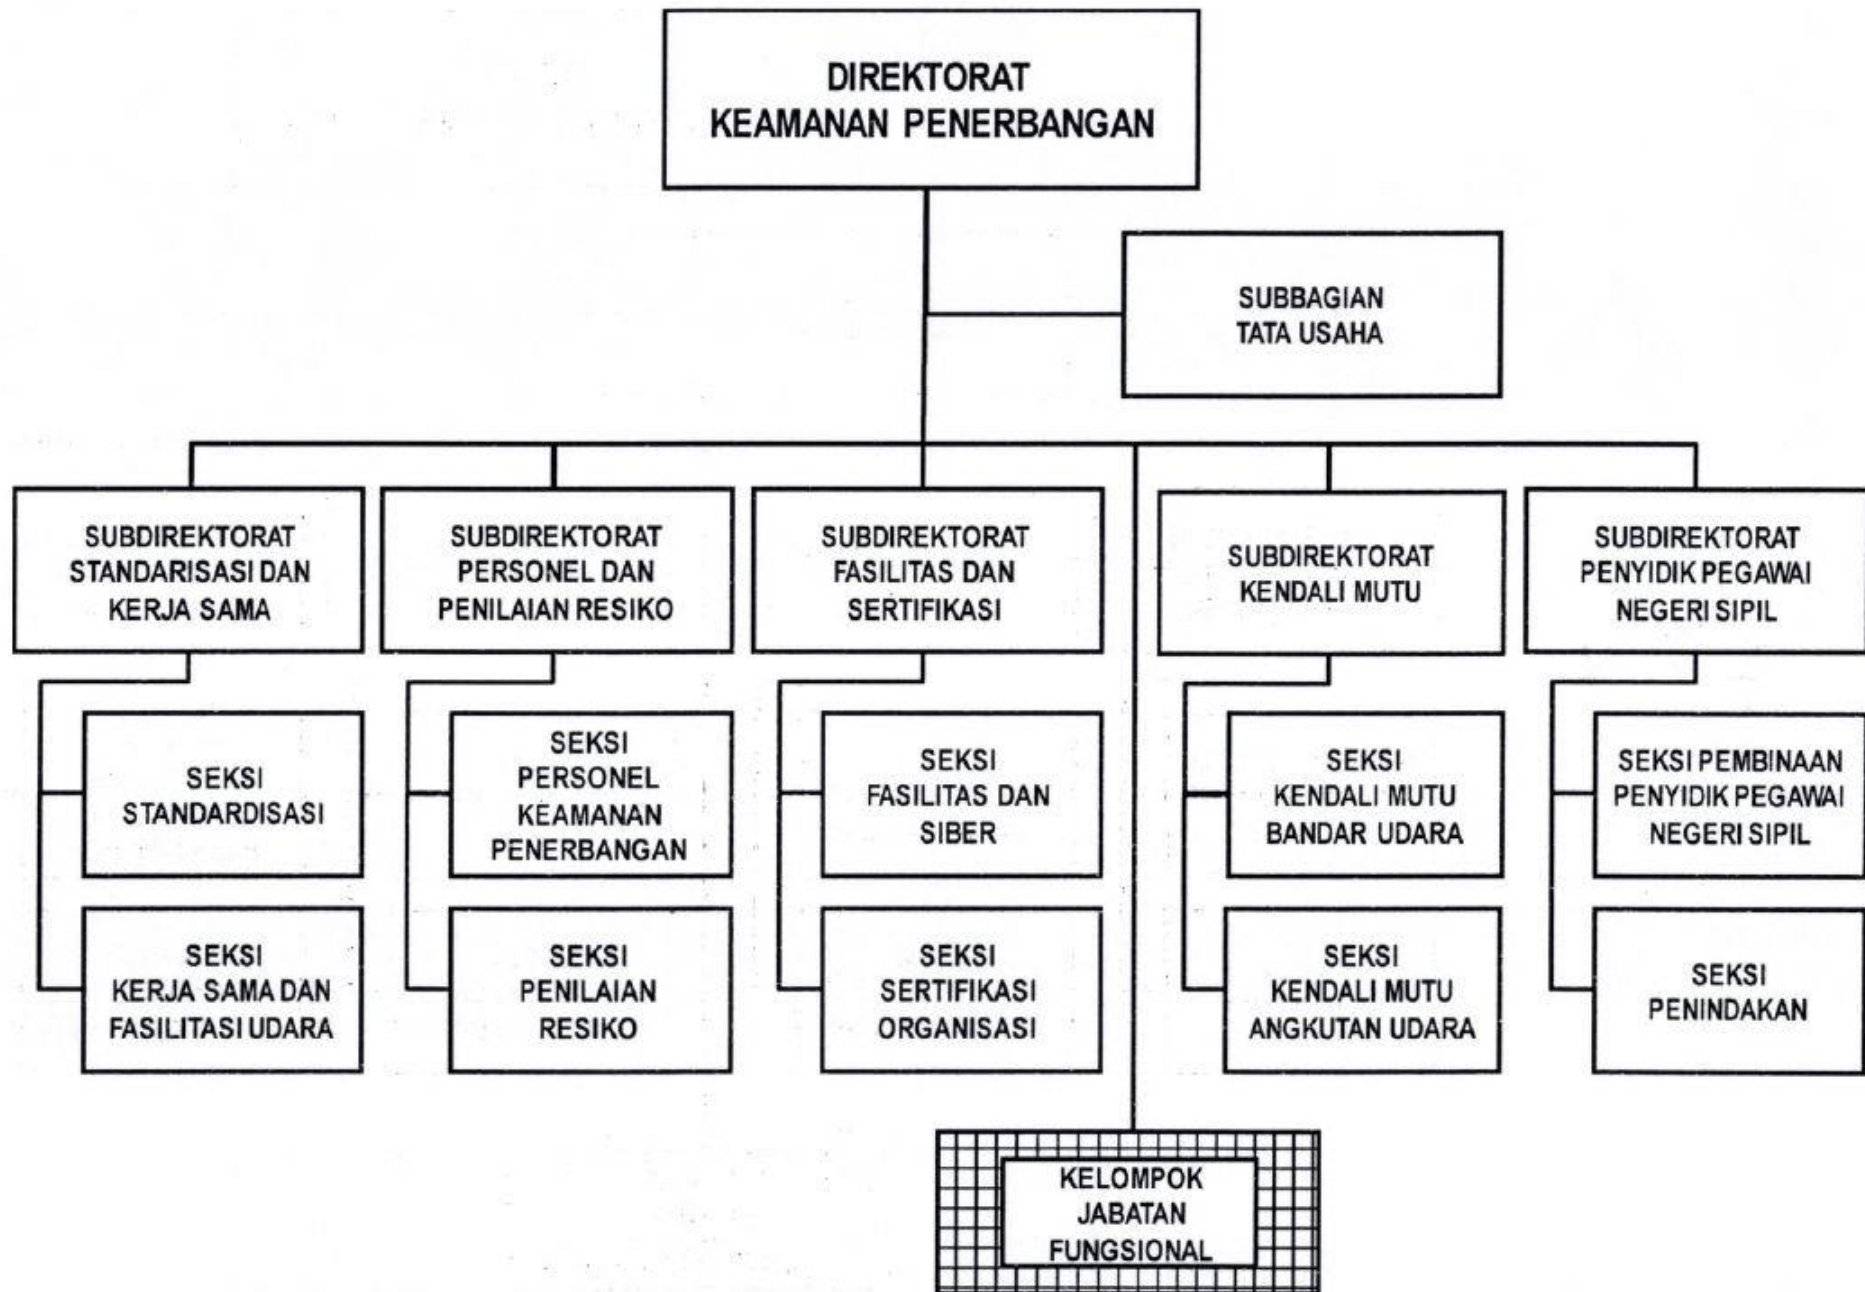 DIREKTORAT
KEAMANAN PENERBANGAN
SUBBAGIAN
TATA USAHA
SUBDIREKTORAT
STANDARISASI DAN
KERJA SAMA
SUBDIREKTORAT
PERSONEL DAN
PENILAIAN RESIKO
SUBDIREKTORAT
FASILITAS DAN
SERTIFIKASI
SUBDIREKTORAT
KENDALI MUTU
SUBDIREKTORAT
PENYIDIK PEGAWAI
NEGERI SIPIL
SEKSI
STANDARDISASI
SEKSI
PERSONEL
KEAMANAN
PENERBANGAN
SEKSI
FASILITAS DAN
SIBER
SEKSI
KENDALI MUTU
BANDAR UDARA
SEKSI PEMBINAAN
PENYIDIK PEGAWAI
NEGERI SIPIL
SEKSI
KERJA SAMA DAN
FASILITASI UDARA
SEKSI
PENILAIAN
RESIKO
SEKSI
SERTIFIKASI
ORGANISASI
SEKSI
KENDALI MUTU
ANGKUTAN UDARA
SEKSI
PENINDAKAN
KELOMPOK
JABATAN
FUNGSIONAL